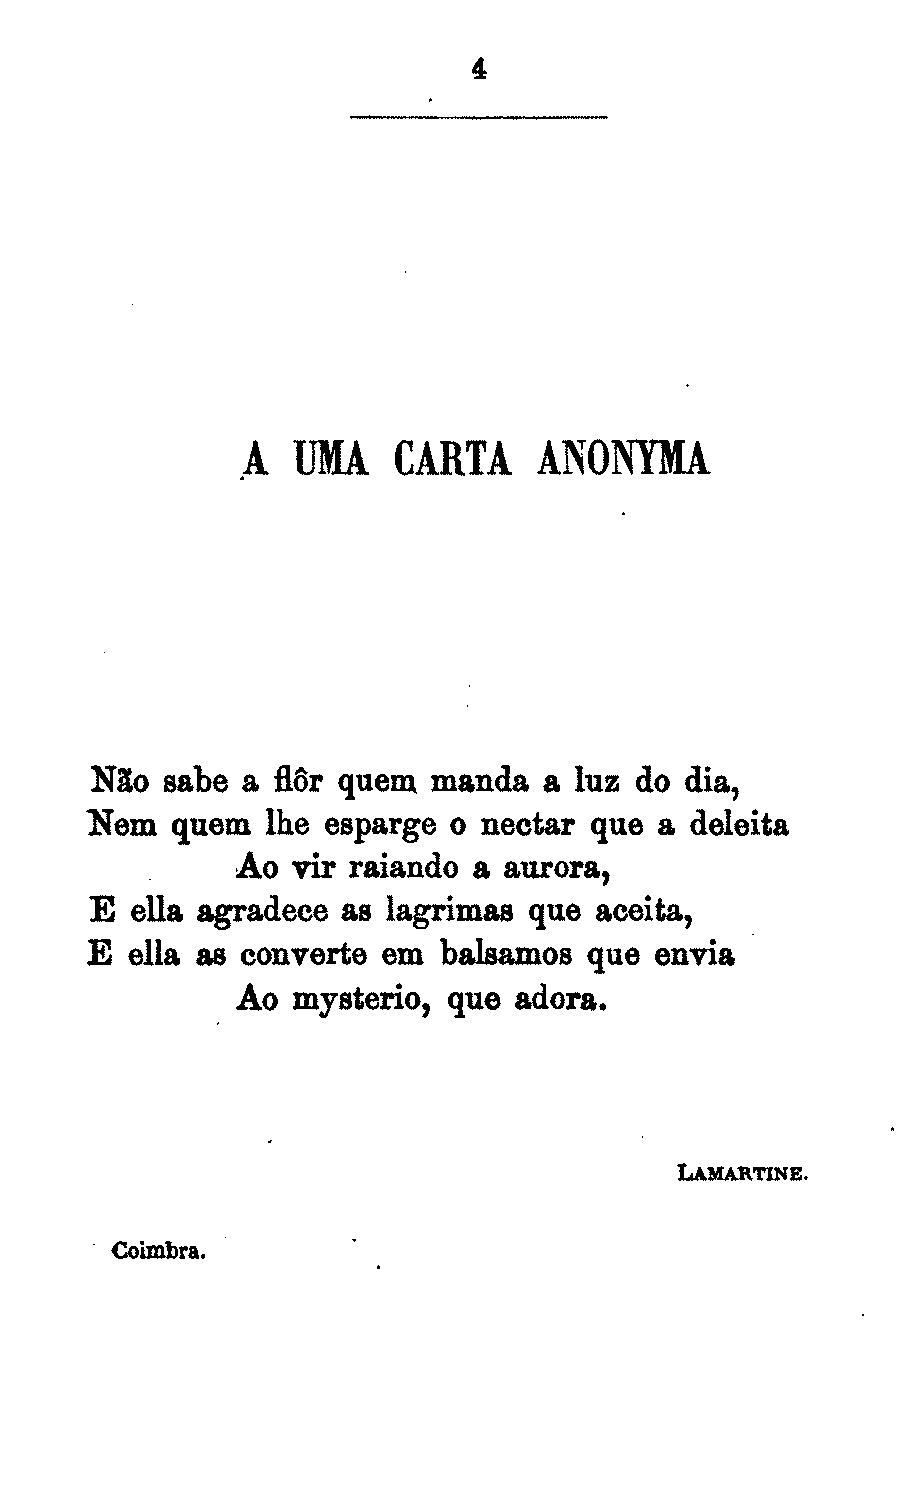 4
A UMA CARTA ANONYMA
Não sabe a flôr quem manda a luz do dia,
Nem quem lhe esparge o nectar que a deleita
Ao vir raiando a aurora,
E ella agradece as lagrimas que aceita,
E ella as converte em balsamos que envia
Ao mysterio, que adora.
LAMARTINE.
Coimbra.